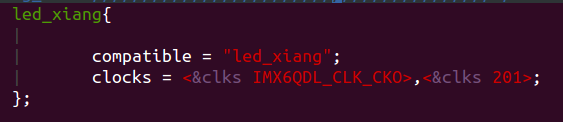 led_xiang{
compatible = "led_xiang";
clocks = <&clks IMX6QDL_CLK_CKO>,<&clks 201>;
};